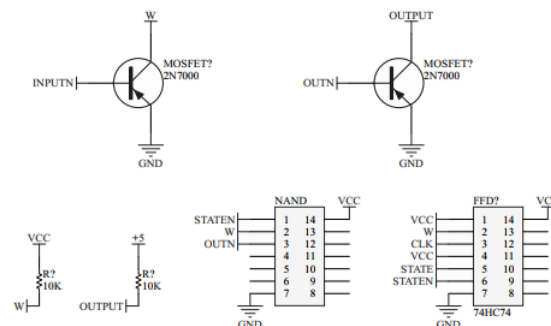 W
MOSFET?
2N7000
INPUTN
GND
OUTPUT
MOSFET?
2N7000
OUTN
GND
VCC
R?
10K
W
+5
R?
10K
OUTPUT
NAND
VCC
STATEN 1 14
W 2 13
OUTN 3 12
4 11
5 10
6 9
7 8
GND
FFD?
VC
VCC 1 14
W 2 13
CLK 3 12
VCC 4 11
STATE 5 10
STATEN 6 9
7 8
74HC74
GND